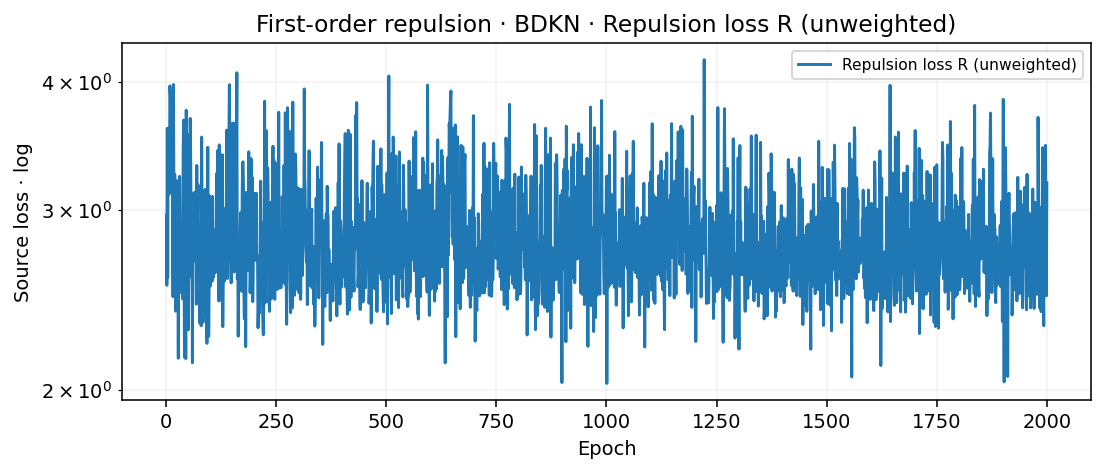 First-order repulsion · BDKN · Repulsion loss R (unweighted)
Repulsion loss R (unweighted)
Source loss · log
4 × 10⁰
3 × 10⁰
2 × 10⁰
0 250 500 750 1000 1250 1500 1750 2000
Epoch